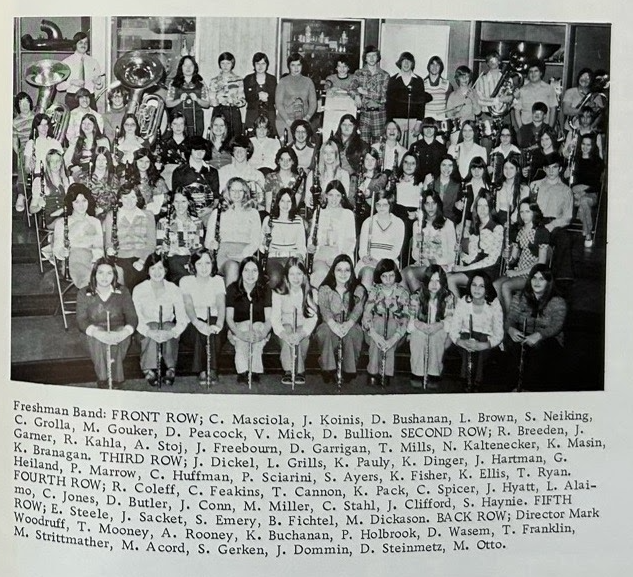 Freshman Band: FRONT ROW; C. Masciola, J. Koinis, D. Bushanan, L. Brown, S. Neiking,
C. Grolla, M. Gouker, D. Peacock, V. Mick, D. Bullion. SECOND ROW; R. Breeden, J.
Garner, R. Kahla, A. Stoj, J. Freebourn, D. Garrigan, T. Mills, N. Kaltenecker, K. Masin,
K. Branagan. THIRD ROW; J. Dickel, L. Grills, K. Pauly, K. Dinger, J. Hartman, G.
Heiland, P. Marrow, C. Huffman, P. Sciarini, S. Ayers, K. Fisher, K. Ellis, T. Ryan.
FOURTH ROW; R. Coleff, C. Feakins, T. Cannon, K. Pack, C. Spicer, J. Hyatt, L. Alai-
mo, C. Jones, D. Butler, J. Conn, M. Miller, C. Stahl, J. Clifford, S. Haynie. FIFTH
ROW; E. Steele, J. Sacket, S. Emery, B. Fichtel, M. Dickason. BACK ROW; Director Mark
Woodruff, T. Mooney, A. Rooney, K. Buchanan, P. Holbrook, D. Wasem, T. Franklin,
M. Strittmather, M. Acord, S. Gerken, J. Dommin, D. Steinmetz, M. Otto.